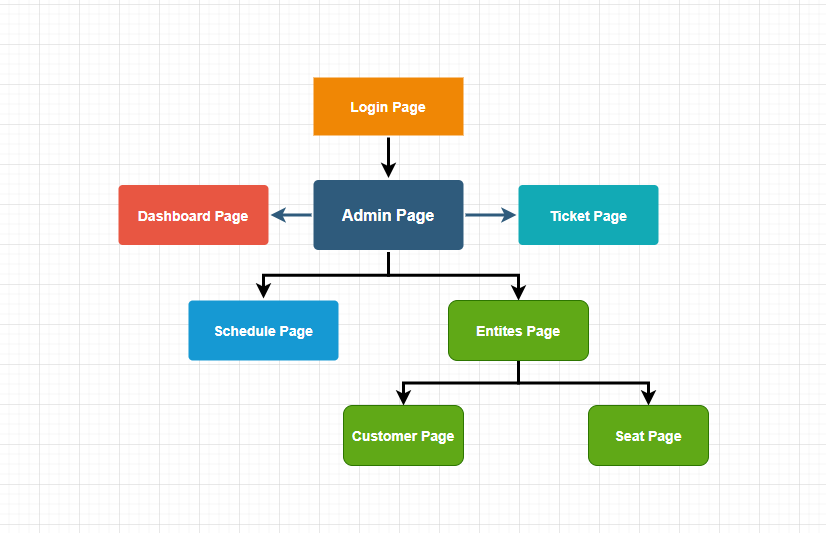 Login Page
Dashboard Page
Admin Page
Ticket Page
Schedule Page
Entites Page
Customer Page
Seat Page